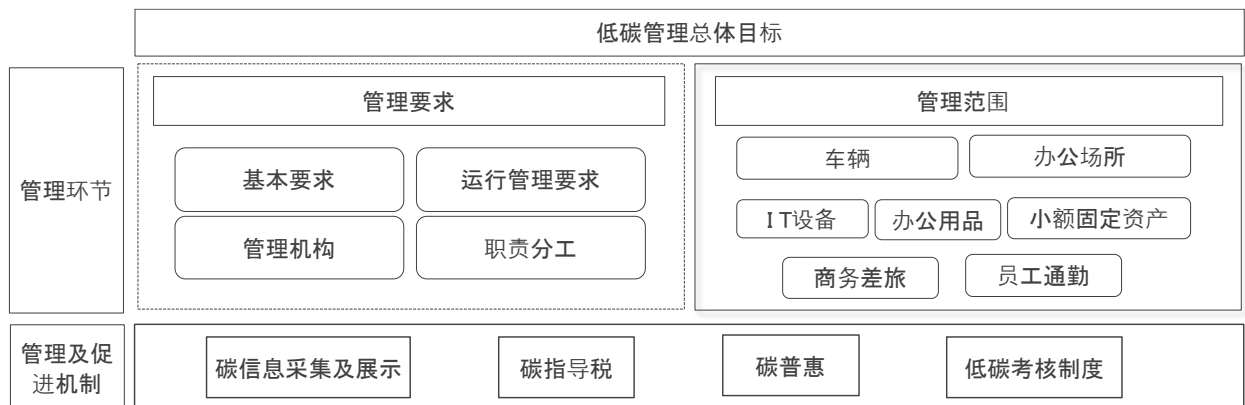 低碳管理总体目标
管理环节
管理要求
基本要求
运行管理要求
管理机构
职责分工
管理范围
车辆
办公场所
IT设备
办公用品
小额固定资产
商务差旅
员工通勤
管理及促
进机制
碳信息采集及展示
碳指导税
碳普惠
低碳考核制度